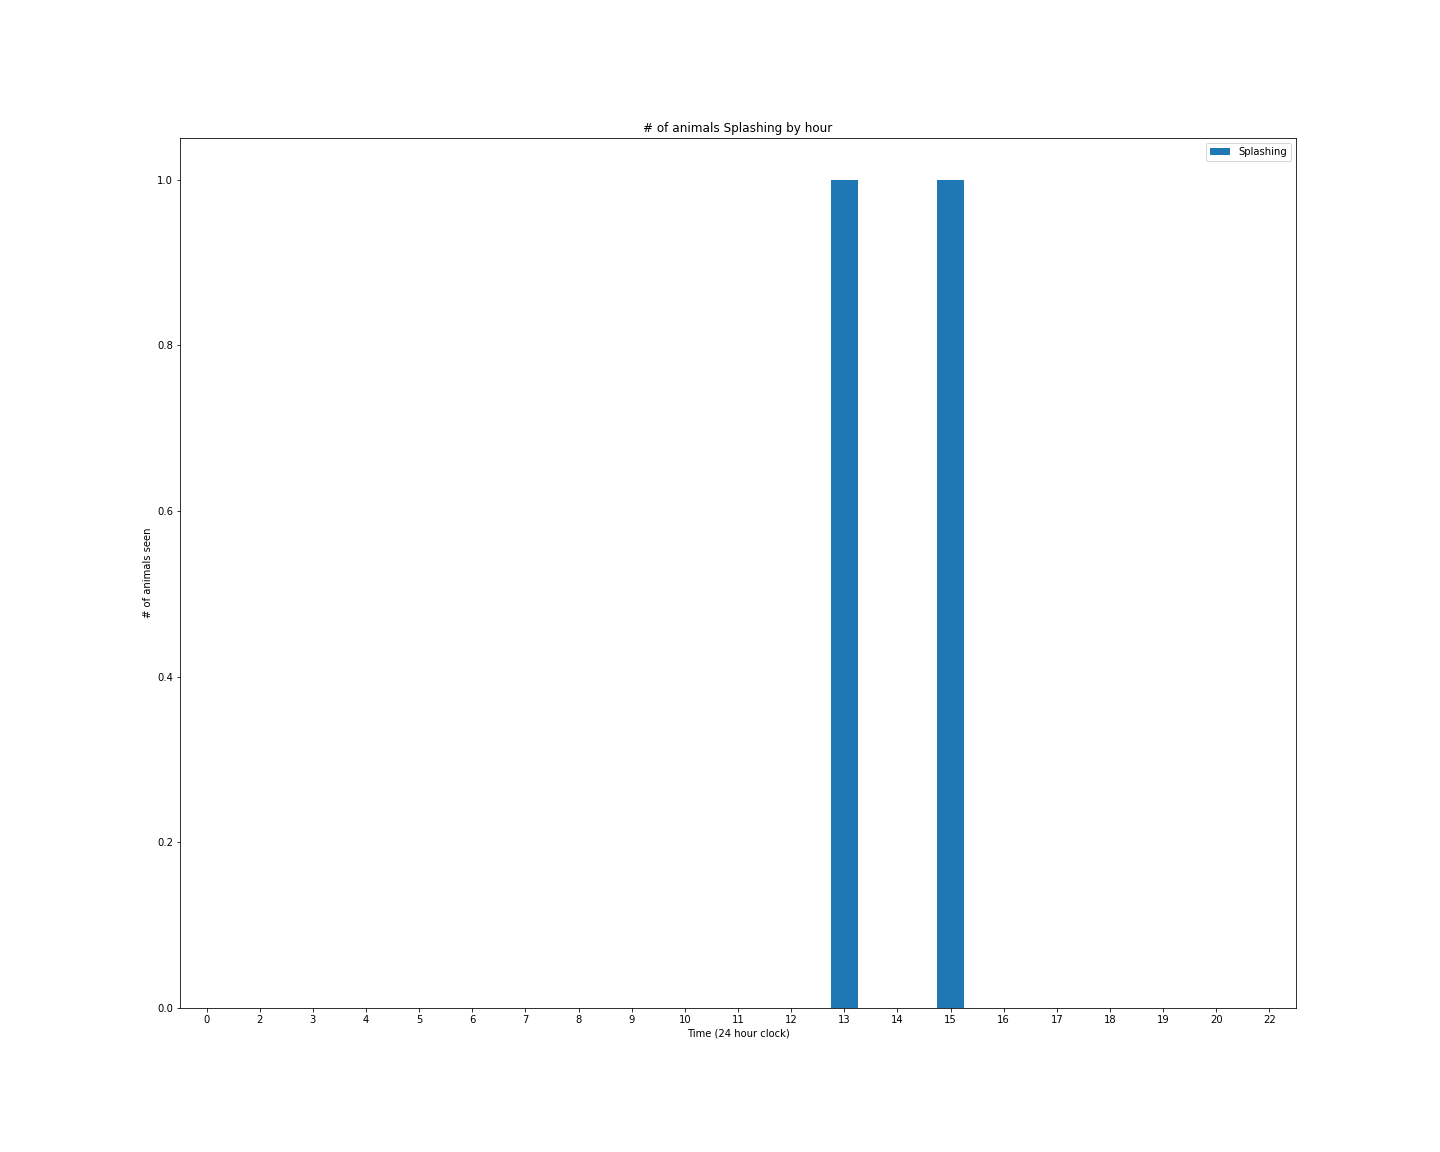 # of animals Splashing by hour
Splashing
1.0
0.8
0.6
0.4
0.2
0.0
# of animals seen
0 2 3 4 5 6 7 8 9 10 11 12 13 14 15 16 17 18 19 20 22
Time (24 hour clock)